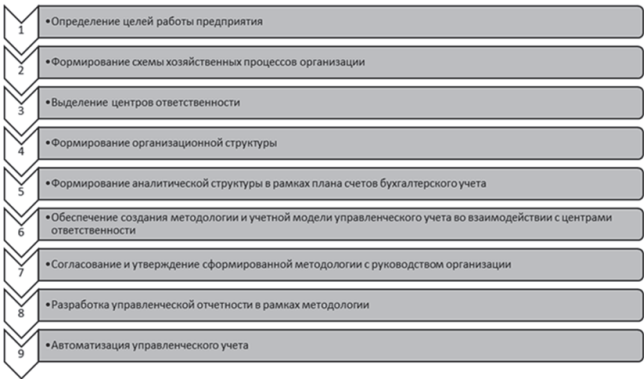 1 •Определение целей работы предприятия
2 •Формирование схемы хозяйственных процессов организации
3 •Выделение центров ответственности
4 •Формирование организационной структуры
5 •Формирование аналитической структуры в рамках плана счетов бухгалтерского учета
6 •Обеспечение создания методологии и учетной модели управленческого учета во взаимодействии с центрами
ответственности
7 •Согласование и утверждение сформированной методологии с руководством организации
8 •Разработка управленческой отчетности в рамках методологии
9 •Автоматизация управленческого учета